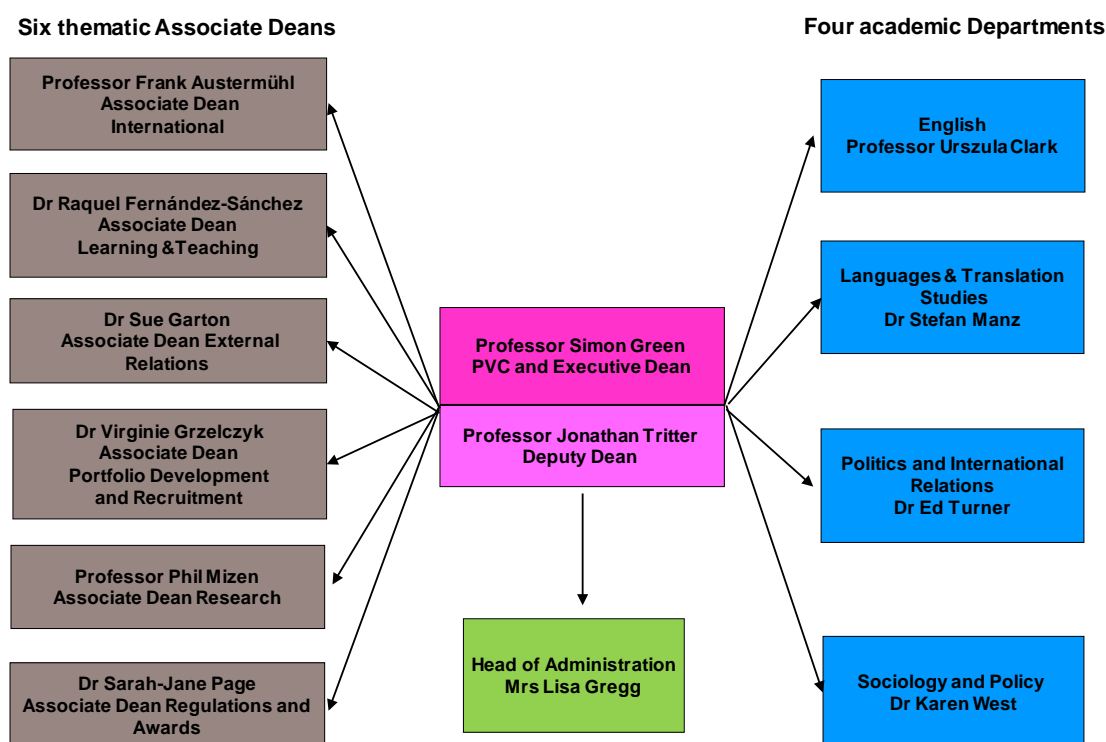 Six thematic Associate Deans
Four academic Departments
Professor Frank Austermühl
Associate Dean
International
Dr Raquel Fernández-Sánchez
Associate Dean
Learning &Teaching
Dr Sue Garton
Associate Dean External
Relations
Dr Virginie Grzelczyk
Associate Dean
Portfolio Development
and Recruitment
Professor Phil Mizen
Associate Dean Research
Dr Sarah-Jane Page
Associate Dean Regulations and
Awards
Professor Simon Green
PVC and Executive Dean
Professor Jonathan Tritter
Deputy Dean
Head of Administration
Mrs Lisa Gregg
English
Professor Urszula Clark
Languages & Translation
Studies
Dr Stefan Manz
Politics and International
Relations
Dr Ed Turner
Sociology and Policy
Dr Karen West